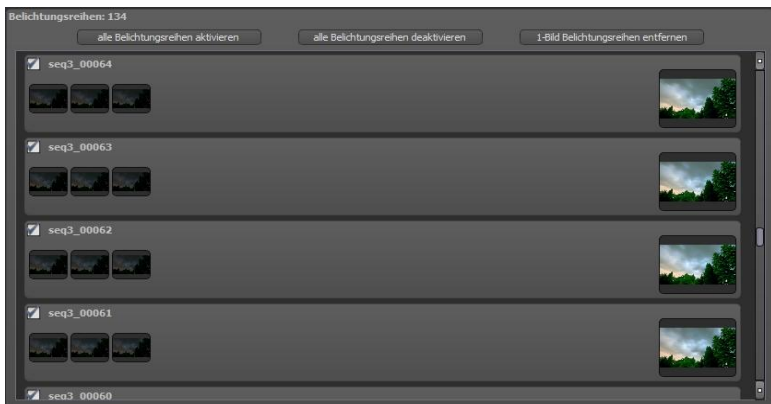 Belichtungsreihen: 134
alle Belichtungsreihen aktivieren alle Belichtungsreihen deaktivieren 1-Bild Belichtungsreihen entfernen
seq3_00064
seq3_00063
seq3_00062
seq3_00061
seq3_00060